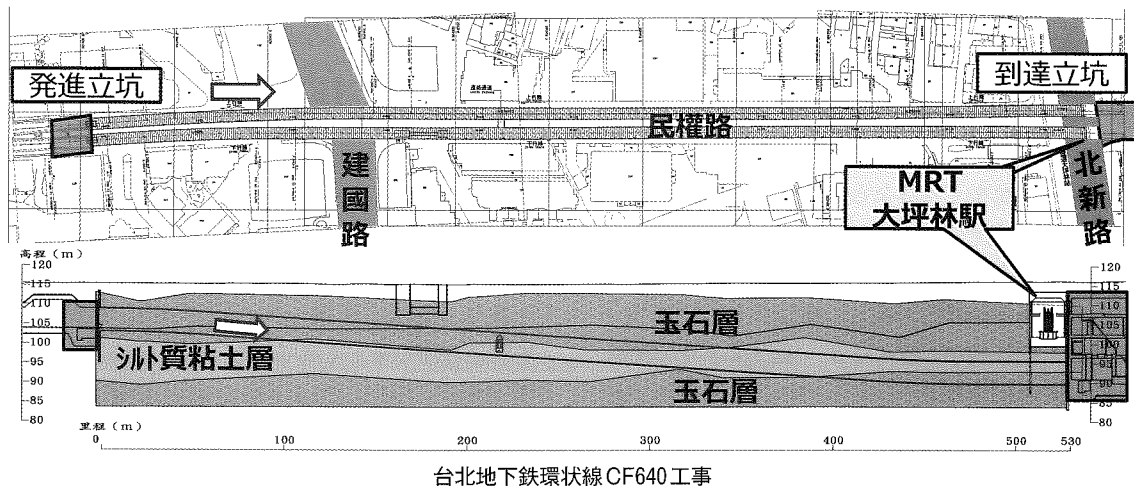 発進立坑
到達立坑
民權路
建國路
北新路
MRT
大坪林駅
高程(m)
120
115
110
105
100
95
90
85
80
玉石層
ｼﾙﾄ質粘土層
玉石層
120
115
110
105
100
95
90
85
80
里程(m)
0 100 200 300 400 500 530
台北地下鉄環状線CF640工事